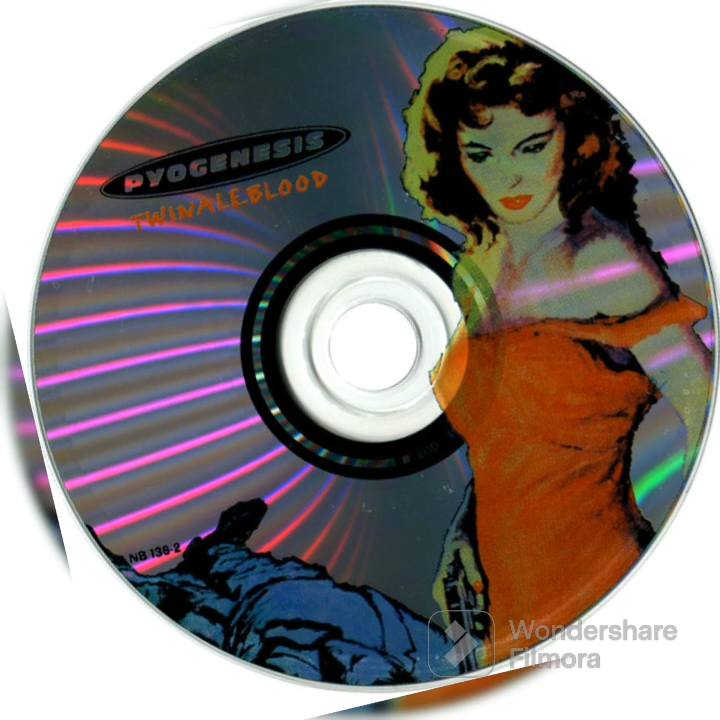 PYOGENESIS
TWINALEBLOOD
NB 136-2
Wondershare
Filmora